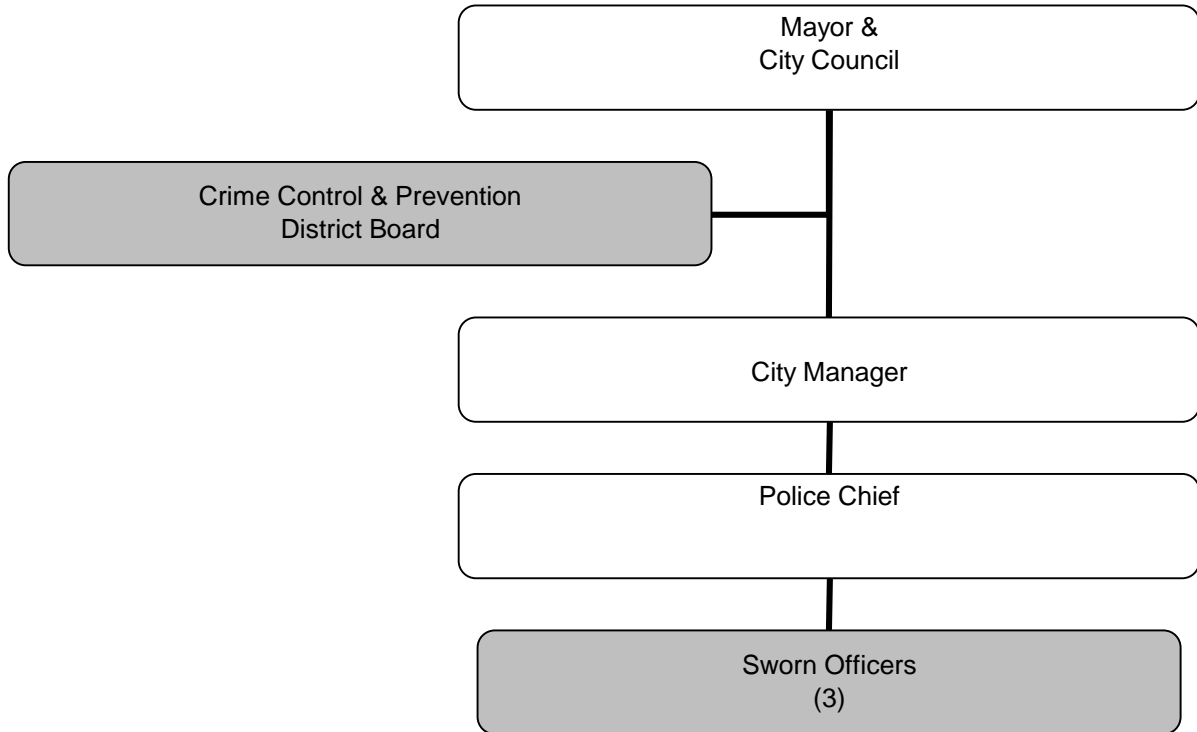 Mayor &
City Council
Crime Control & Prevention
District Board
City Manager
Police Chief
Sworn Officers
(3)